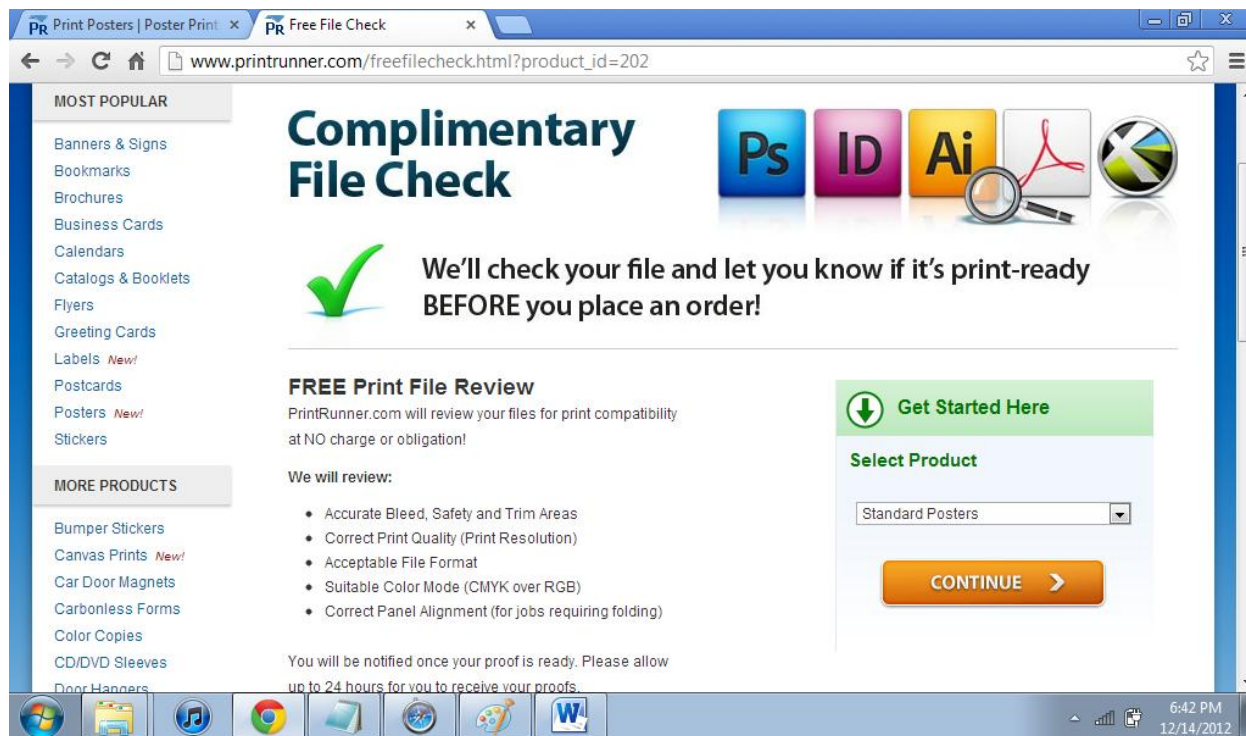 PR Print Posters | Poster Print
PR Free File Check
www.printrunner.com/freefilecheck.html?product_id=202
MOST POPULAR
Banners & Signs
Bookmarks
Brochures
Business Cards
Calendars
Catalogs & Booklets
Flyers
Greeting Cards
Labels New!
Postcards
Posters New!
Stickers
MORE PRODUCTS
Bumper Stickers
Canvas Prints New!
Car Door Magnets
Carbonless Forms
Color Copies
CD/DVD Sleeves
Door Hangers
Complimentary
File Check
Ps ID Ai
We'll check your file and let you know if it's print-ready
BEFORE you place an order!
FREE Print File Review
PrintRunner.com will review your files for print compatibility
at NO charge or obligation!
We will review:
• Accurate Bleed, Safety and Trim Areas
• Correct Print Quality (Print Resolution)
• Acceptable File Format
• Suitable Color Mode (CMYK over RGB)
• Correct Panel Alignment (for jobs requiring folding)
You will be notified once your proof is ready. Please allow
up to 24 hours for you to receive your proofs.
Get Started Here
Select Product
Standard Posters
CONTINUE
W
6:42 PM
12/14/2012